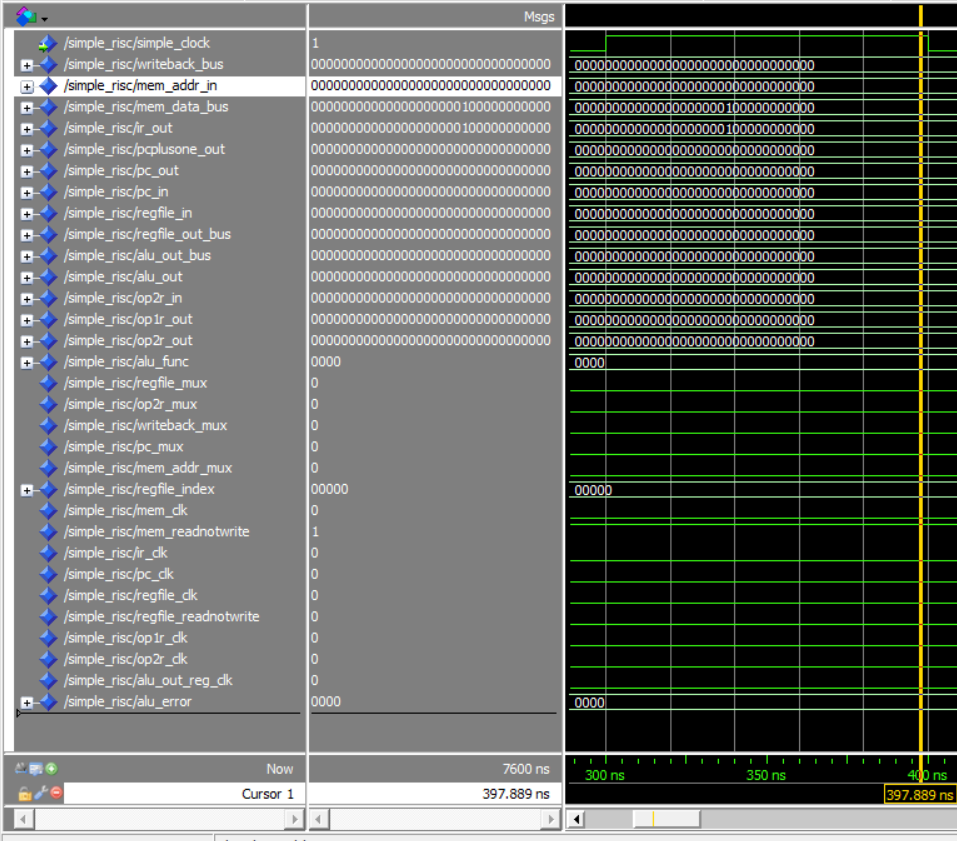 Msgs
/simple_risc/simple_clock 1
/simple_risc/writeback_bus 00000000000000000000000000000000 00000000000000000000000000000000
/simple_risc/mem_addr_in 00000000000000000000000000000000 00000000000000000000000000000000
/simple_risc/mem_data_bus 00000000000000000000100000000000 00000000000000000000100000000000
/simple_risc/ir_out 00000000000000000000100000000000 00000000000000000000100000000000
/simple_risc/pcplusone_out 00000000000000000000000000000000 00000000000000000000000000000000
/simple_risc/pc_out 00000000000000000000000000000000 00000000000000000000000000000000
/simple_risc/pc_in 00000000000000000000000000000000 00000000000000000000000000000000
/simple_risc/regfile_in 00000000000000000000000000000000 00000000000000000000000000000000
/simple_risc/regfile_out_bus 00000000000000000000000000000000 00000000000000000000000000000000
/simple_risc/alu_out_bus 00000000000000000000000000000000 00000000000000000000000000000000
/simple_risc/alu_out 00000000000000000000000000000000 00000000000000000000000000000000
/simple_risc/op2r_in 00000000000000000000000000000000 00000000000000000000000000000000
/simple_risc/op1r_out 00000000000000000000000000000000 00000000000000000000000000000000
/simple_risc/op2r_out 00000000000000000000000000000000 00000000000000000000000000000000
/simple_risc/alu_func 0000 0000
/simple_risc/regfile_mux 0
/simple_risc/op2r_mux 0
/simple_risc/writeback_mux 0
/simple_risc/pc_mux 0
/simple_risc/mem_addr_mux 0
/simple_risc/regfile_index 00000 00000
/simple_risc/mem_clk 0
/simple_risc/mem_readnotwrite 1
/simple_risc/ir_clk 0
/simple_risc/pc_clk 0
/simple_risc/regfile_clk 0
/simple_risc/regfile_readnotwrite 0
/simple_risc/op1r_clk 0
/simple_risc/op2r_clk 0
/simple_risc/alu_out_reg_clk 0
/simple_risc/alu_error 0000 0000
Now 7600 ns 300 ns 350 ns 400 ns
Cursor 1 397.889 ns 397.889 ns